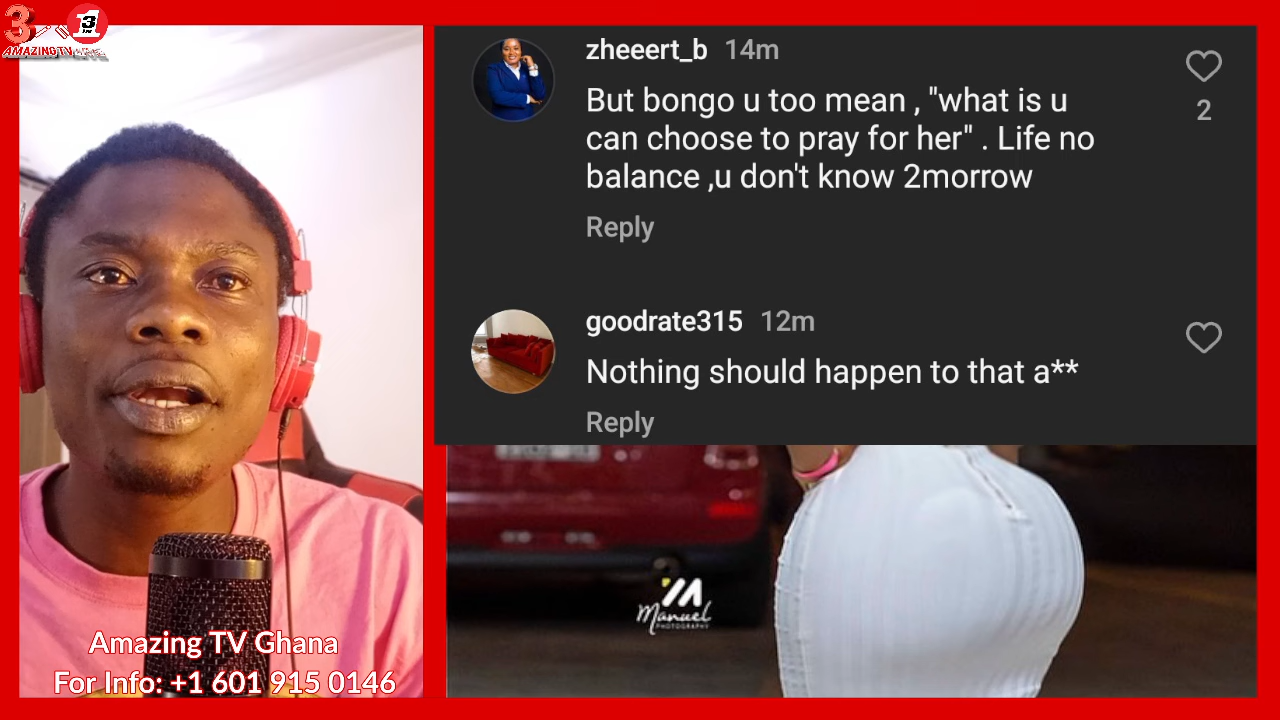 3
13
AMAZING TV
zheeert_b 14m
But bongo u too mean , "what is u
can choose to pray for her" . Life no
balance ,u don't know 2morrow
2
Reply
goodrate315 12m
Nothing should happen to that a**
Reply
Manuel
PHOTOGRAPHY
Amazing TV Ghana
For Info: +1 601 915 0146